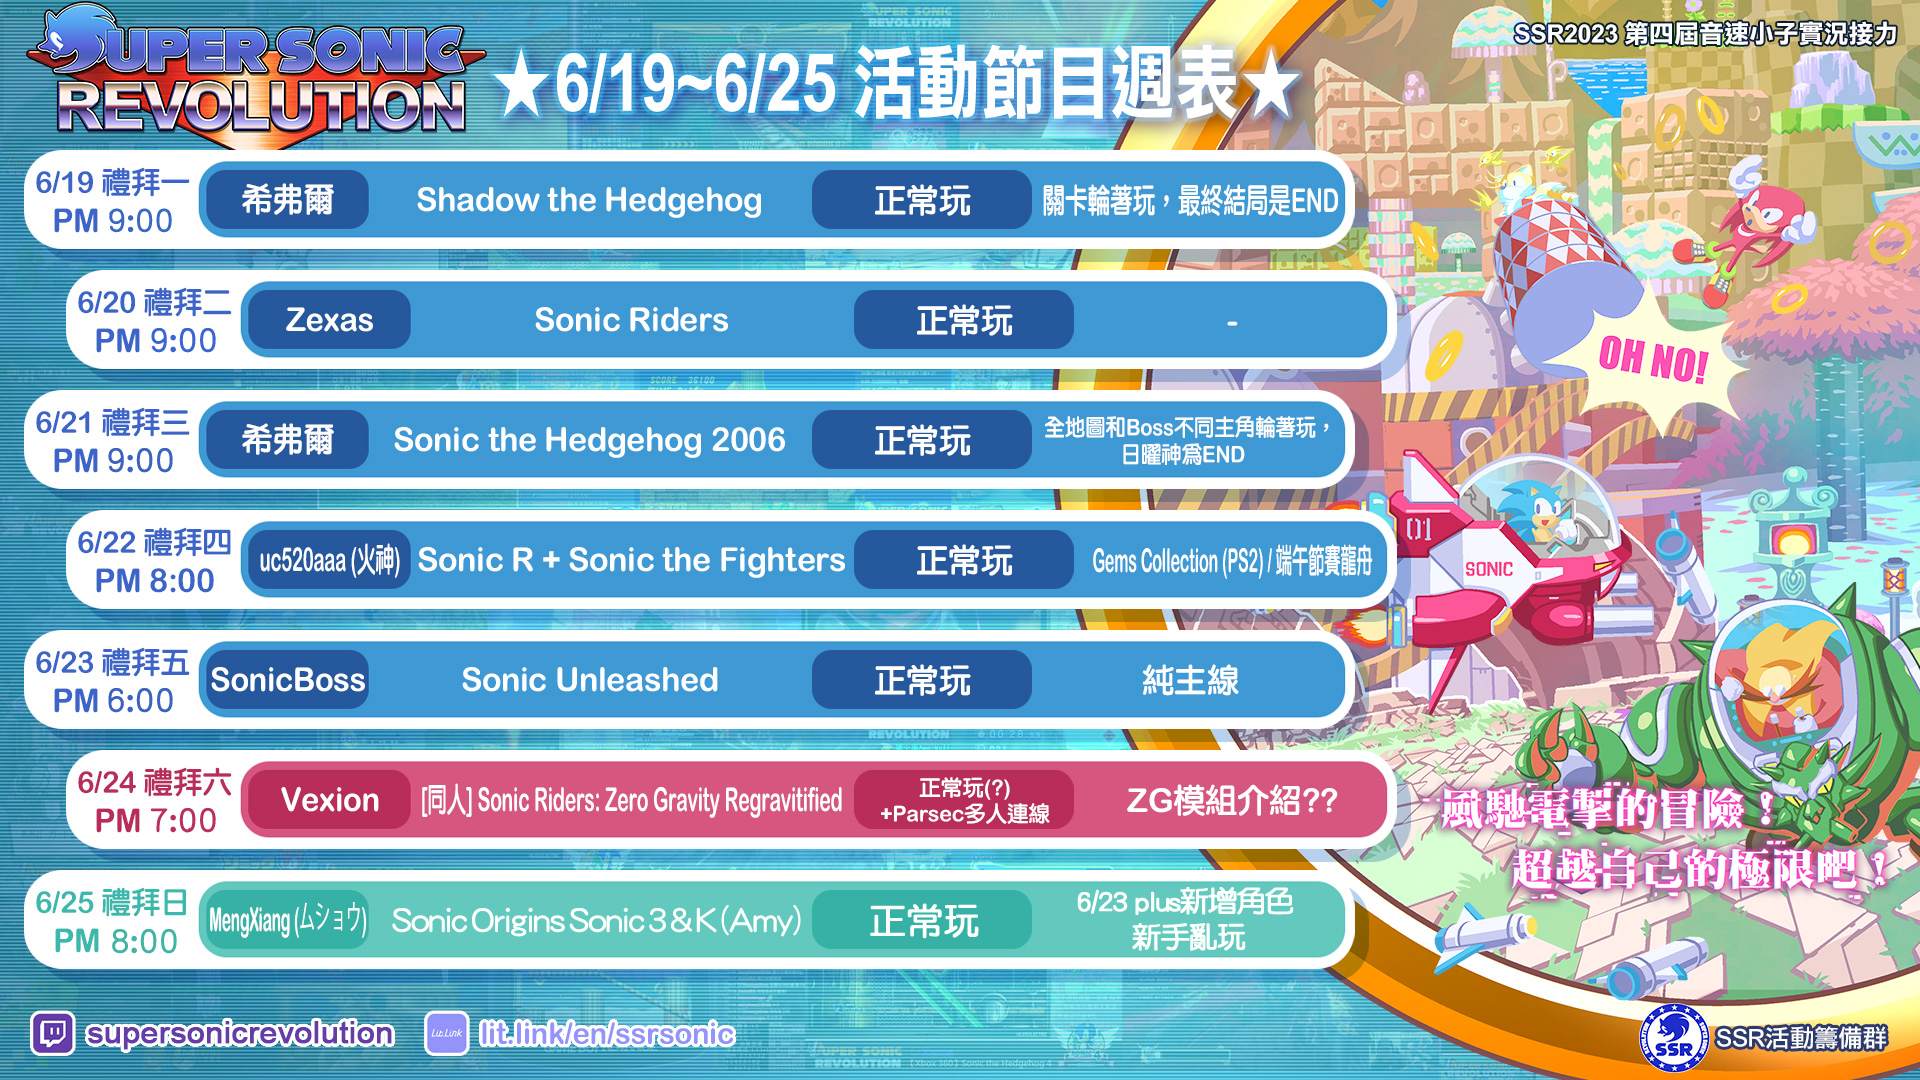 SUPER SONIC
REVOLUTION
★6/19~6/25 活動節目週表★
SSR2023 第四屆音速小子實況接力
6/19 禮拜一
PM 9:00
希弗爾
Shadow the Hedgehog
正常玩
關卡輪著玩，最終結局是END
6/20 禮拜二
PM 9:00
Zexas
Sonic Riders
正常玩
-
6/21 禮拜三
PM 9:00
希弗爾
Sonic the Hedgehog 2006
正常玩
全地圖和Boss不同主角輪著玩，
日曜神為END
6/22 禮拜四
PM 8:00
uc520aaa (火神)
Sonic R + Sonic the Fighters
正常玩
Gems Collection (PS2) / 端午節賽龍舟
6/23 禮拜五
PM 6:00
SonicBoss
Sonic Unleashed
正常玩
純主線
6/24 禮拜六
PM 7:00
Vexion
[同人] Sonic Riders: Zero Gravity Regravitified
正常玩(?)
+Parsec多人連線
ZG模組介紹??
6/25 禮拜日
PM 8:00
MengXiang (ムショウ)
Sonic Origins Sonic 3 & K (Amy)
正常玩
6/23 plus新增角色
新手亂玩
OH NO!
01
SONIC
風馳電掣的冒險！
超越自己的極限吧！
supersonicrevolution
Lit.Link
lit.link/en/ssrsonic
SSR
SSR活動籌備群